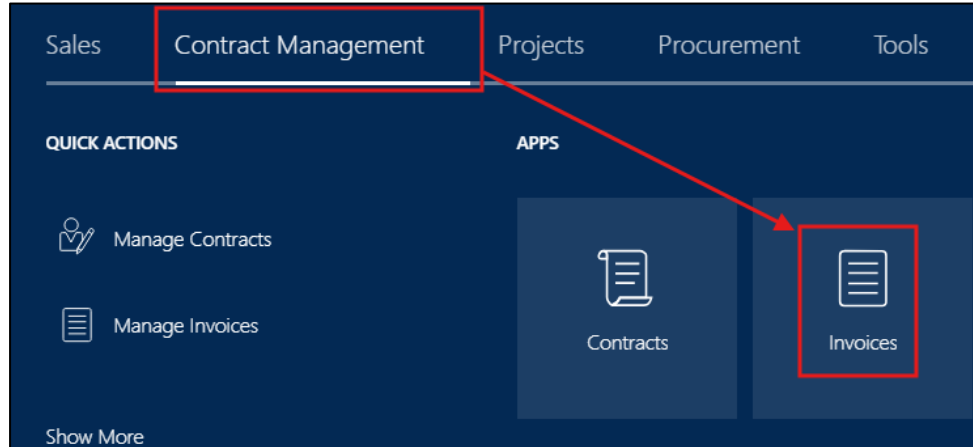 Sales Contract Management Projects Procurement Tools
QUICK ACTIONS
Manage Contracts
Manage Invoices
Show More
APPS
Contracts
Invoices